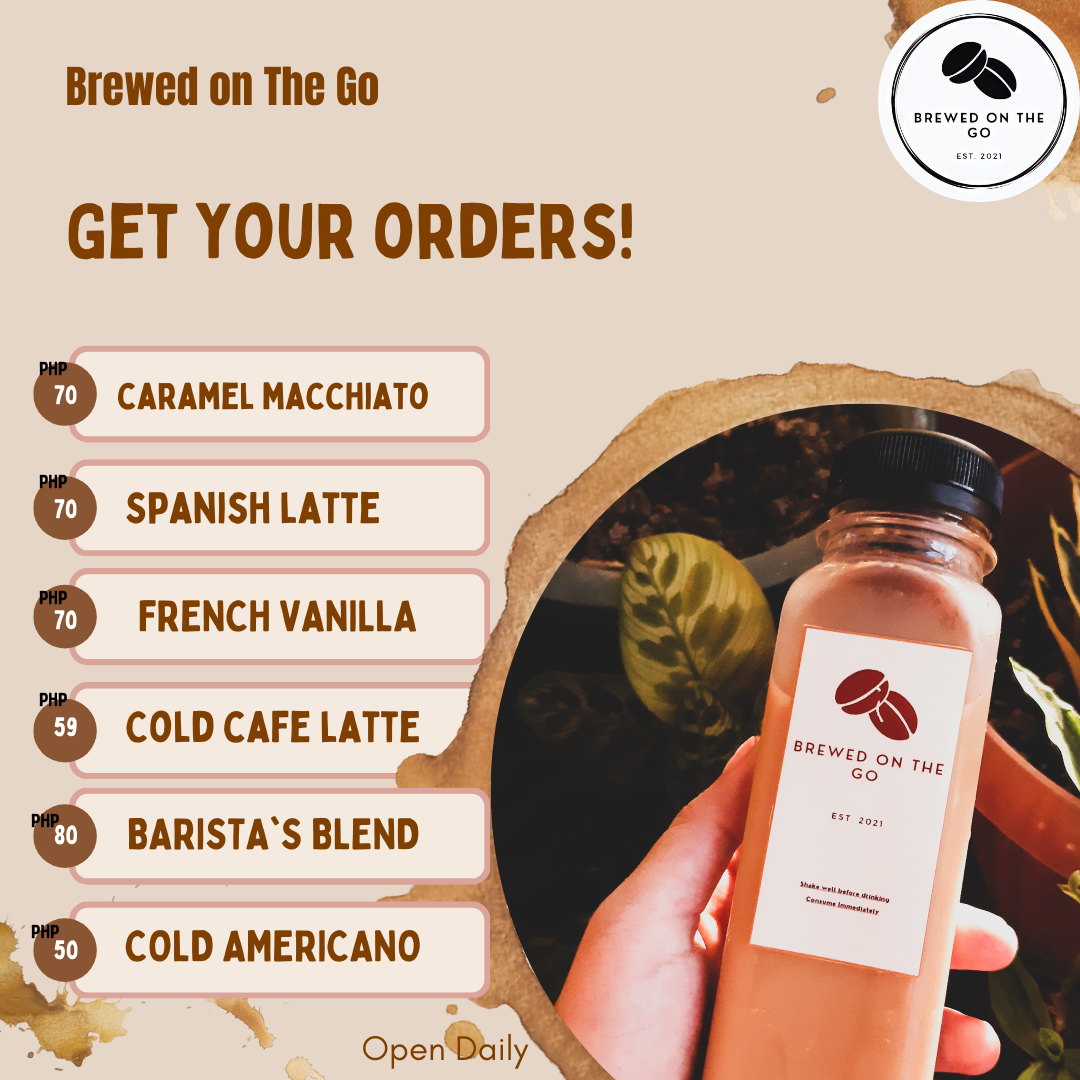 Brewed on The Go
BREWED ON THE
GO
EST. 2021
GET YOUR ORDERS!
PHP
70
CARAMEL MACCHIATO
PHP
70
SPANISH LATTE
PHP
70
FRENCH VANILLA
PHP
59
COLD CAFE LATTE
PHP
80
BARISTA`S BLEND
PHP
50
COLD AMERICANO
BREWED ON THE
GO
EST. 2021
Shake well before drinking
Consume Immediately
Open Daily